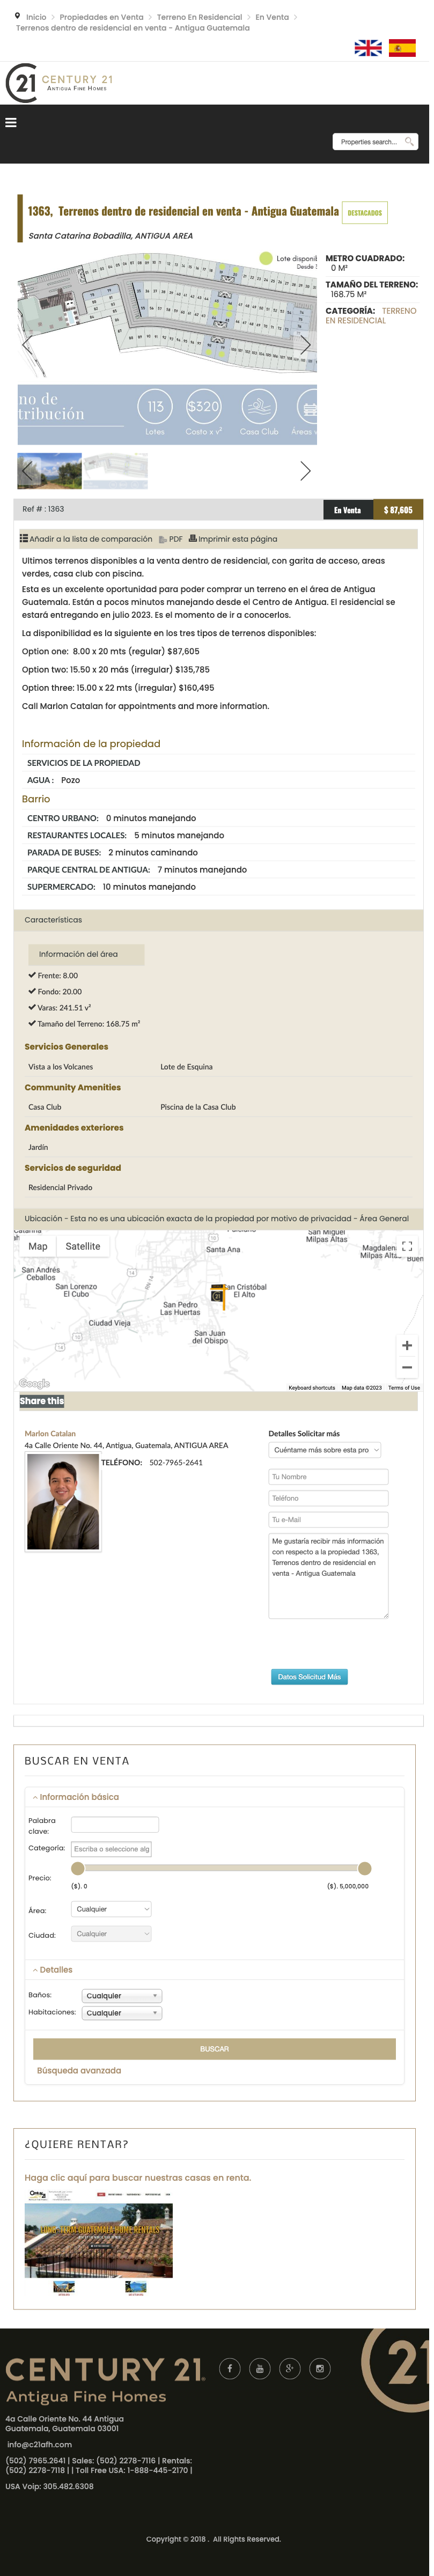 Inicio > Propiedades en Venta > Terreno En Residencial > En Venta >
Terrenos dentro de residencial en venta - Antigua Guatemala
21 CENTURY 21
Antigua Fine Homes
Properties search...
1363, Terrenos dentro de residencial en venta - Antigua Guatemala
DESTACADOS
Santa Catarina Bobadilla, ANTIGUA AREA
Lote disponib
Desde
METRO CUADRADO:
0 M²
TAMAÑO DEL TERRENO:
168.75 M²
CATEGORÍA: TERRENO
EN RESIDENCIAL
no de
tribución
113
Lotes
$320
Costo x v²
Casa Club
Áreas v
Ref # : 1363
En Venta
$ 87,605
Añadir a la lista de comparación PDF Imprimir esta página
Ultimos terrenos disponibles a la venta dentro de residencial, con garita de acceso, areas
verdes, casa club con piscina.
Esta es un excelente oportunidad para poder comprar un terreno en el área de Antigua
Guatemala. Están a pocos minutos manejando desde el Centro de Antigua. El residencial se
estará entregando en julio 2023. Es el momento de ir a conocerlos.
La disponibilidad es la siguiente en los tres tipos de terrenos disponibles:
Option one: 8.00 x 20 mts (regular) $87,605
Option two: 15.50 x 20 más (irregular) $135,785
Option three: 15.00 x 22 mts (irregular) $160,495
Call Marlon Catalan for appointments and more information.
Información de la propiedad
SERVICIOS DE LA PROPIEDAD
AGUA : Pozo
Barrio
CENTRO URBANO: 0 minutos manejando
RESTAURANTES LOCALES: 5 minutos manejando
PARADA DE BUSES: 2 minutos caminando
PARQUE CENTRAL DE ANTIGUA: 7 minutos manejando
SUPERMERCADO: 10 minutos manejando
Características
Información del área
Frente: 8.00
Fondo: 20.00
Varas: 241.51 v²
Tamaño del Terreno: 168.75 m²
Servicios Generales
Vista a los Volcanes Lote de Esquina
Community Amenities
Casa Club Piscina de la Casa Club
Amenidades exteriores
Jardín
Servicios de seguridad
Residencial Privado
Ubicación - Esta no es una ubicación exacta de la propiedad por motivo de privacidad - Área General
Map Satellite
Santa Ana
San Miguel
Milpas Altas
Magdalena
Milpas Altas
Buen
San Andrés
Ceballos
San Lorenzo
El Cubo
San Cristóbal
El Alto
San Pedro
Las Huertas
Ciudad Vieja
San Juan
del Obispo
RN-14
10
14
14
10
14
Google
Keyboard shortcuts Map data ©2023 Terms of Use
Share this
Marlon Catalan
4a Calle Oriente No. 44, Antigua, Guatemala, ANTIGUA AREA
TELÉFONO: 502-7965-2641
Detalles Solicitar más
Cuéntame más sobre esta pro
Tu Nombre
Teléfono
Tu e-Mail
Me gustaría recibir más información
con respecto a la propiedad 1363,
Terrenos dentro de residencial en
venta - Antigua Guatemala
Datos Solicitud Más
BUSCAR EN VENTA
Información básica
Palabra
clave:
Categoría: Escriba o seleccione alg
Precio:
($). 0 ($). 5,000,000
Área: Cualquier
Ciudad: Cualquier
Detalles
Baños: Cualquier
Habitaciones: Cualquier
BUSCAR
Búsqueda avanzada
¿QUIERE RENTAR?
Haga clic aquí para buscar nuestras casas en renta.
LONG-TERM GUATEMALA HOME RENTALS
CENTURY 21.
Antigua Fine Homes
21
4a Calle Oriente No. 44 Antigua
Guatemala, Guatemala 03001
info@c21afh.com
(502) 7965.2641 | Sales: (502) 2278-7116 | Rentals:
(502) 2278-7118 | | Toll Free USA: 1-888-445-2170 |
USA Voip: 305.482.6308
Copyright © 2018 . All Rights Reserved.